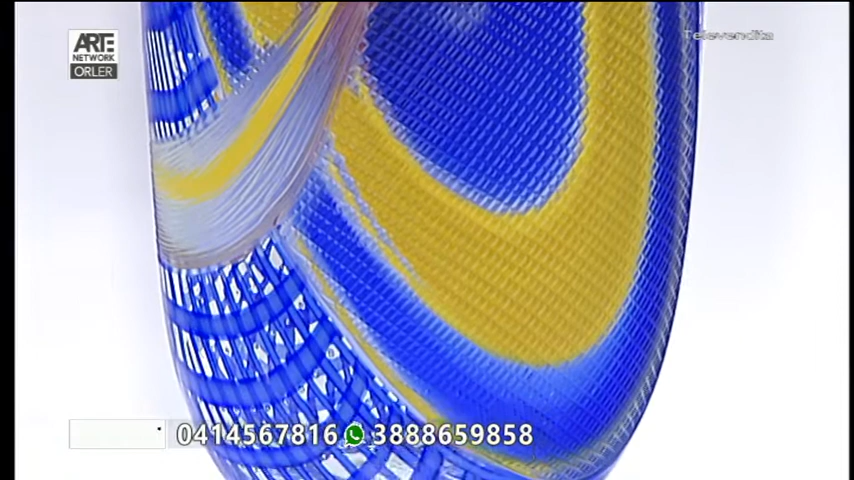 ARTE
NETWORK
ORLER
Televendita
0414567816 3888659858